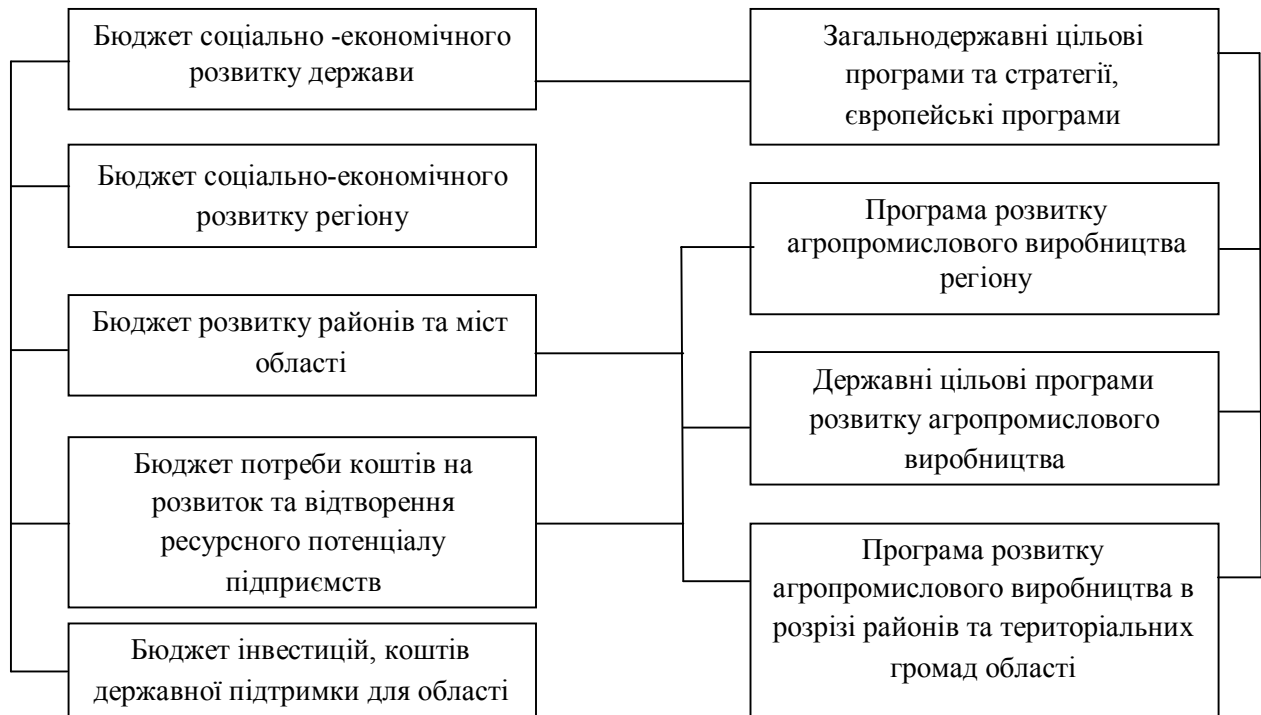 Бюджет соціально -економічного
розвитку держави
Бюджет соціально-економічного
розвитку регіону
Бюджет розвитку районів та міст
області
Бюджет потреби коштів на
розвиток та відтворення
ресурсного потенціалу
підприємств
Бюджет інвестицій, коштів
державної підтримки для області
Загальнодержавні цільові
програми та стратегії,
європейські програми
Програма розвитку
агропромислового виробництва
регіону
Державні цільові програми
розвитку агропромислового
виробництва
Програма розвитку
агропромислового виробництва в
розрізі районів та територіальних
громад області